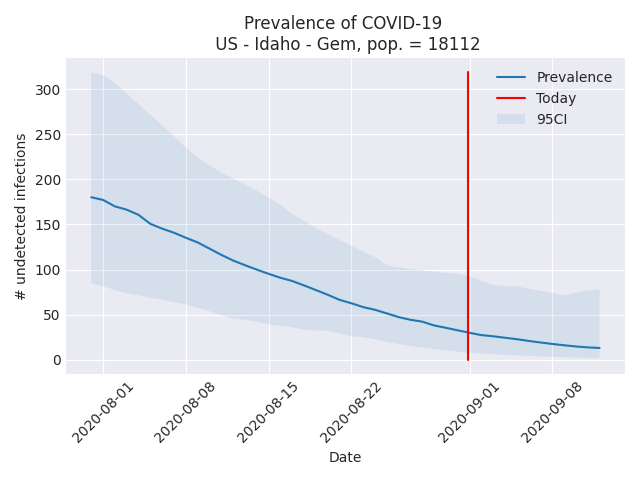 Prevalence of COVID-19
US - Idaho - Gem, pop. = 18112
Prevalence
Today
95CI
# undetected infections
300
250
200
150
100
50
0
2020-08-01
2020-08-08
2020-08-15
2020-08-22
2020-09-01
2020-09-08
Date